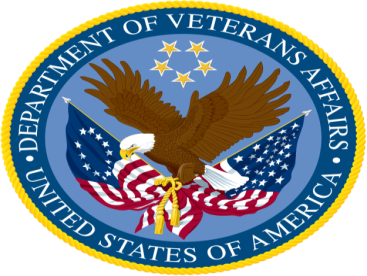 DEPARTMENT OF VETERANS AFFAIRS
UNITED STATES OF AMERICA